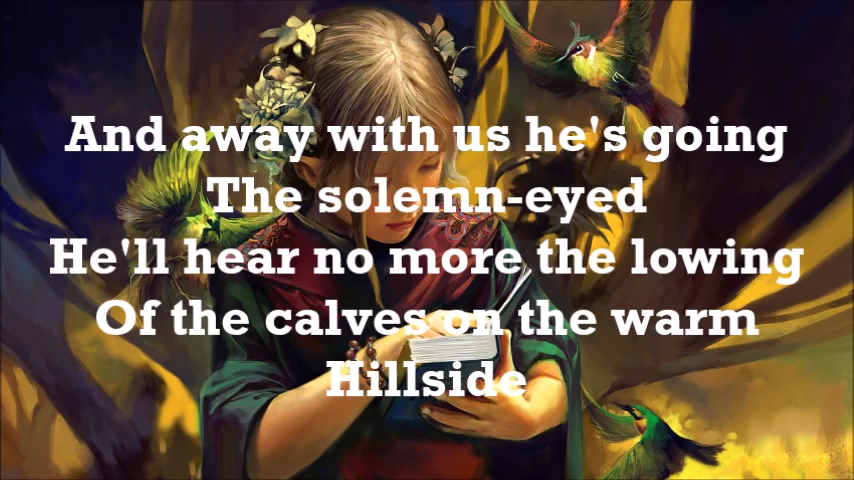 And away with us he's going
The solemn-eyed
He'll hear no more the lowing
Of the calves on the warm
Hillside